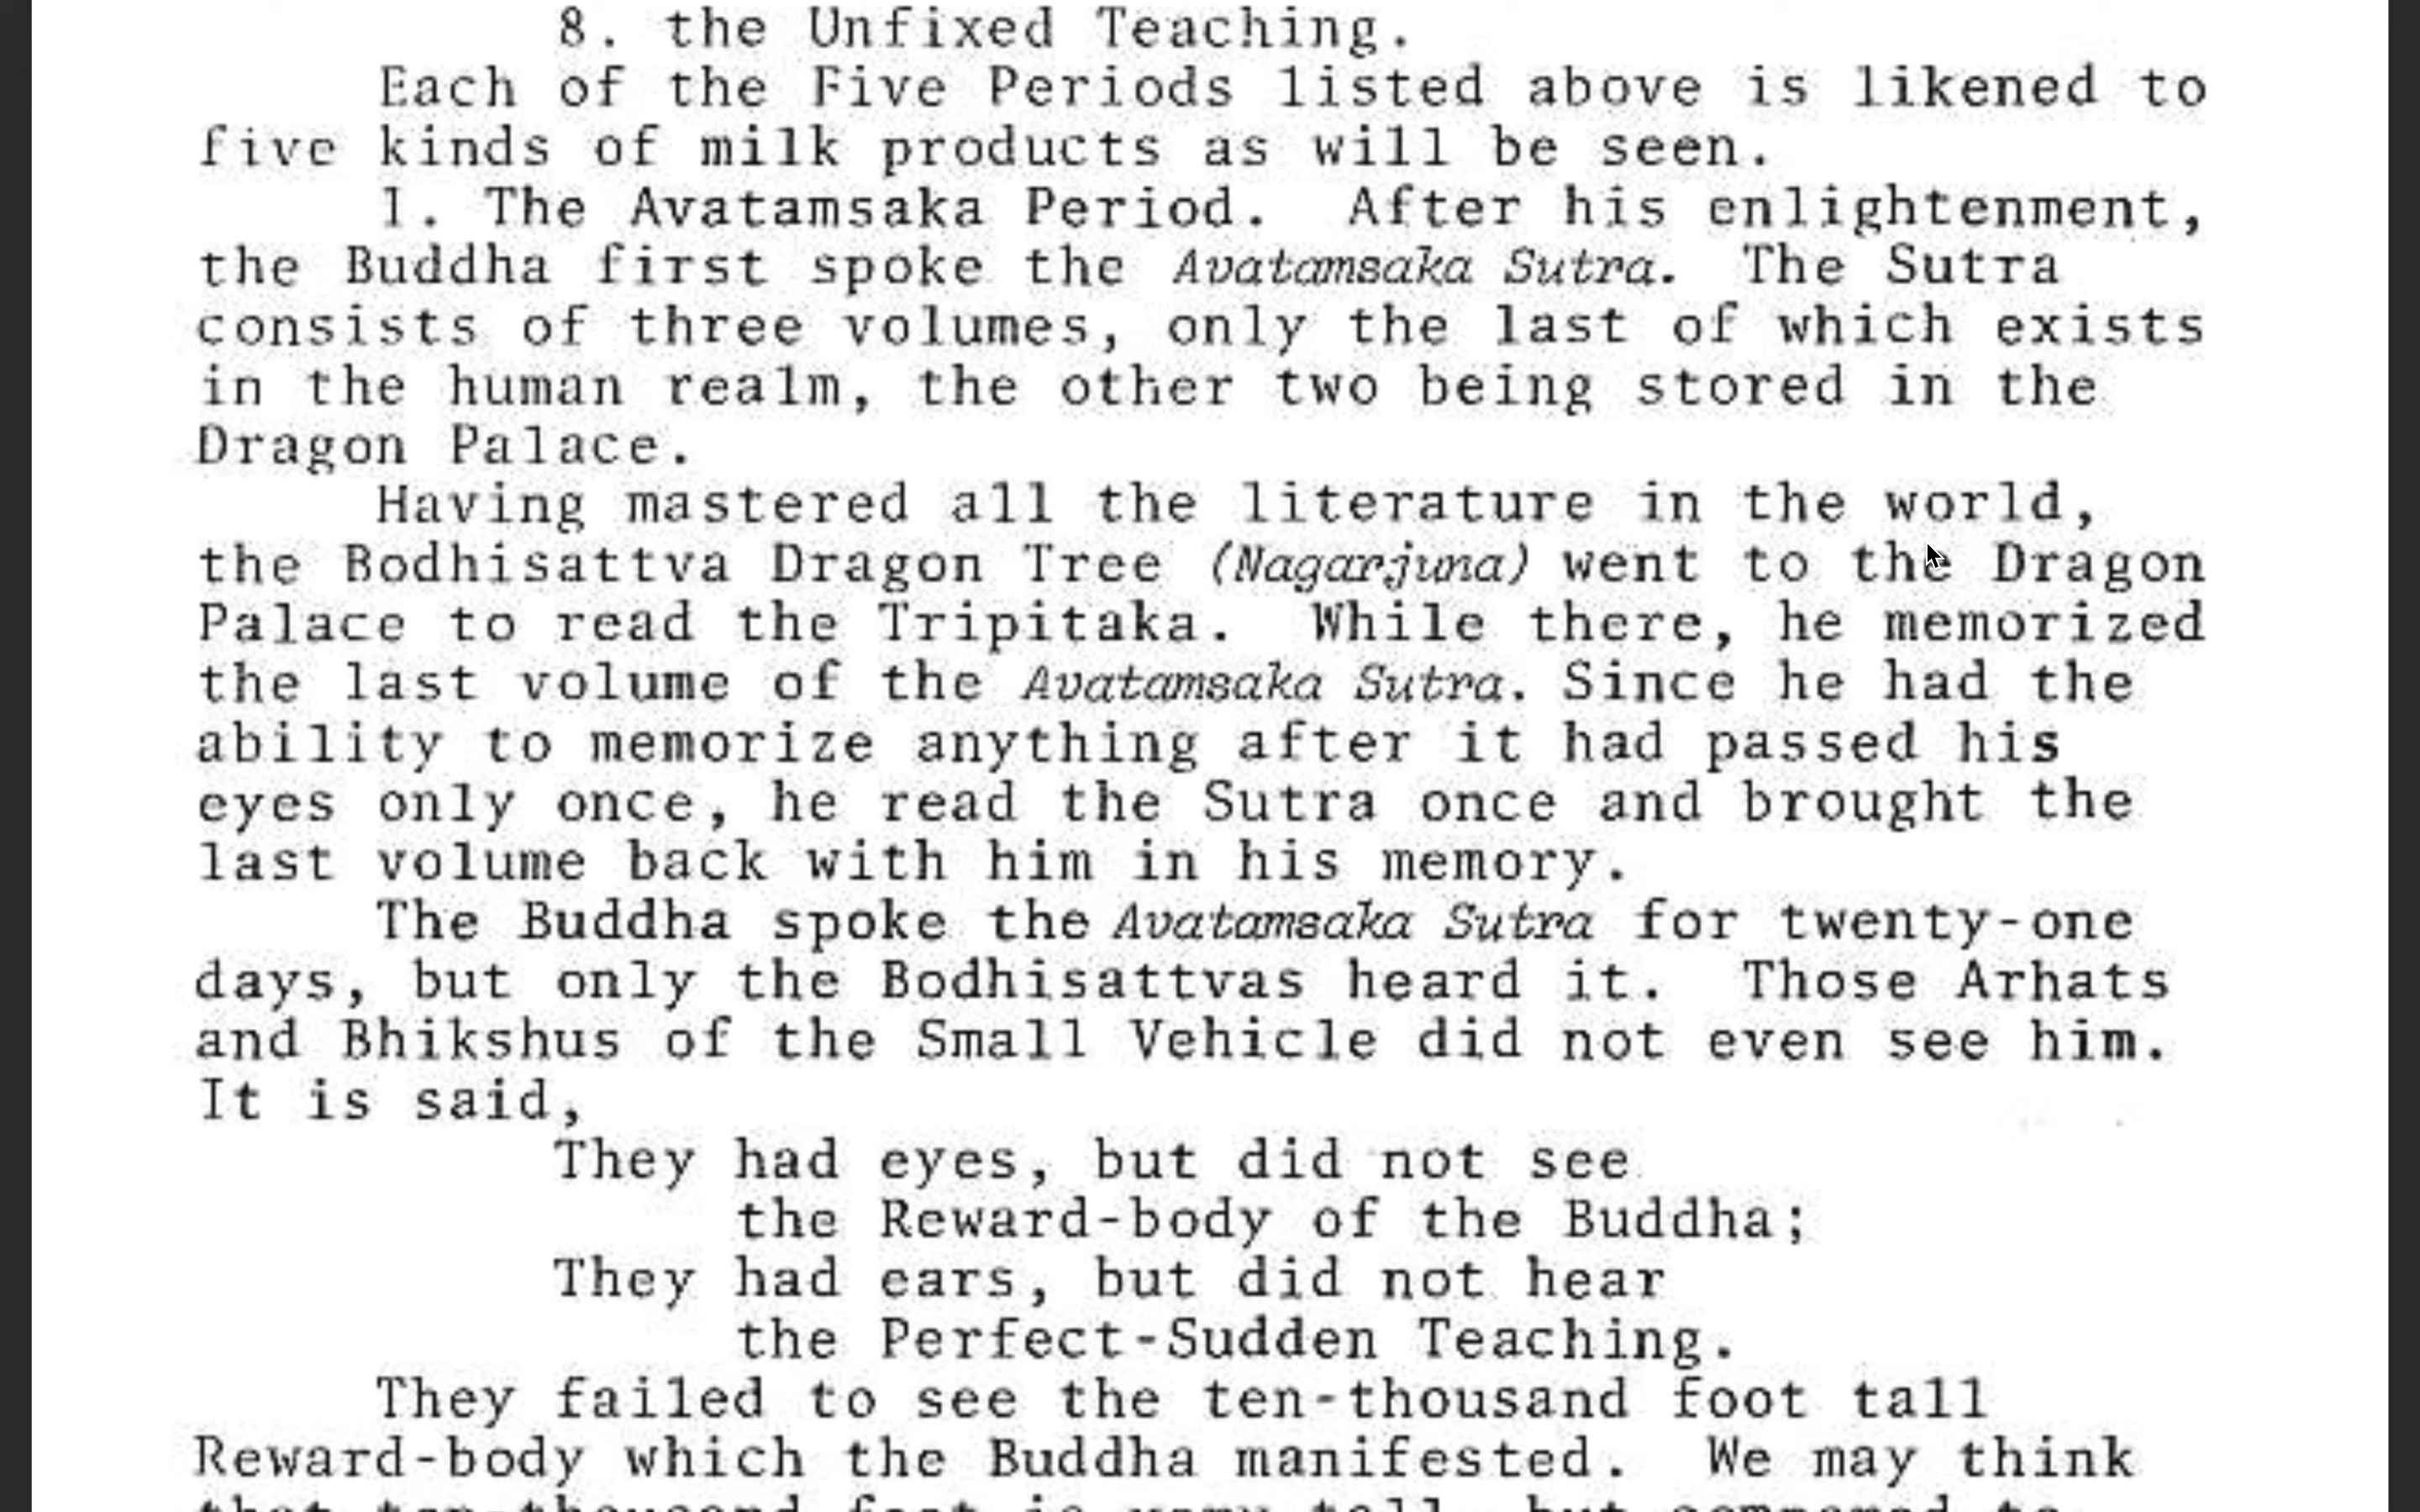 8. the Unfixed Teaching.
Each of the Five Periods listed above is likened to
five kinds of milk products as will be seen.
1. The Avatamsaka Period. After his enlightenment,
the Buddha first spoke the Avatamsaka Sutra. The Sutra
consists of three volumes, only the last of which exists
in the human realm, the other two being stored in the
Dragon Palace.
Having mastered all the literature in the world,
the Bodhisattva Dragon Tree (Nagarjuna) went to the Dragon
Palace to read the Tripitaka. While there, he memorized
the last volume of the Avatamsaka Sutra. Since he had the
ability to memorize anything after it had passed his
eyes only once, he read the Sutra once and brought the
last volume back with him in his memory.
The Buddha spoke the Avatamsaka Sutra for twenty-one
days, but only the Bodhisattvas heard it. Those Arhats
and Bhikshus of the Small Vehicle did not even see him.
It is said,
They had eyes, but did not see
the Reward-body of the Buddha;
They had ears, but did not hear
the Perfect-Sudden Teaching.
They failed to see the ten-thousand foot tall
Reward-body which the Buddha manifested. We may think